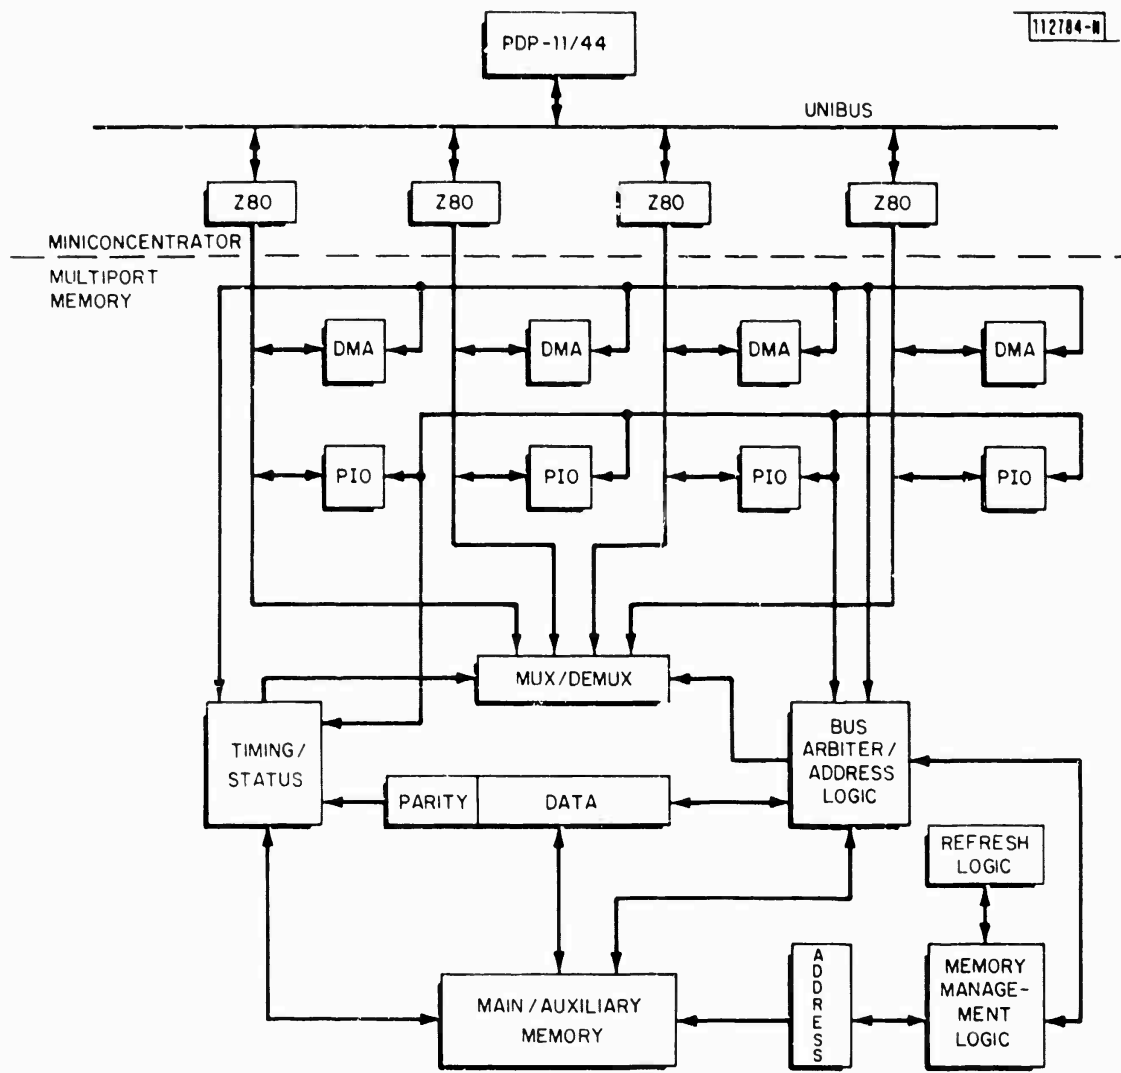 112784-N
PDP-11/44
UNIBUS
Z80
Z80
Z80
Z80
MINICONCENTRATOR
MULTIPORT
MEMORY
DMA
DMA
DMA
DMA
PIO
PIO
PIO
PIO
MUX/DEMUX
TIMING/
STATUS
BUS
ARBITER/
ADDRESS
LOGIC
PARITY
DATA
REFRESH
LOGIC
MAIN/AUXILIARY
MEMORY
ADDRESS
MEMORY
MANAGE-
MENT
LOGIC